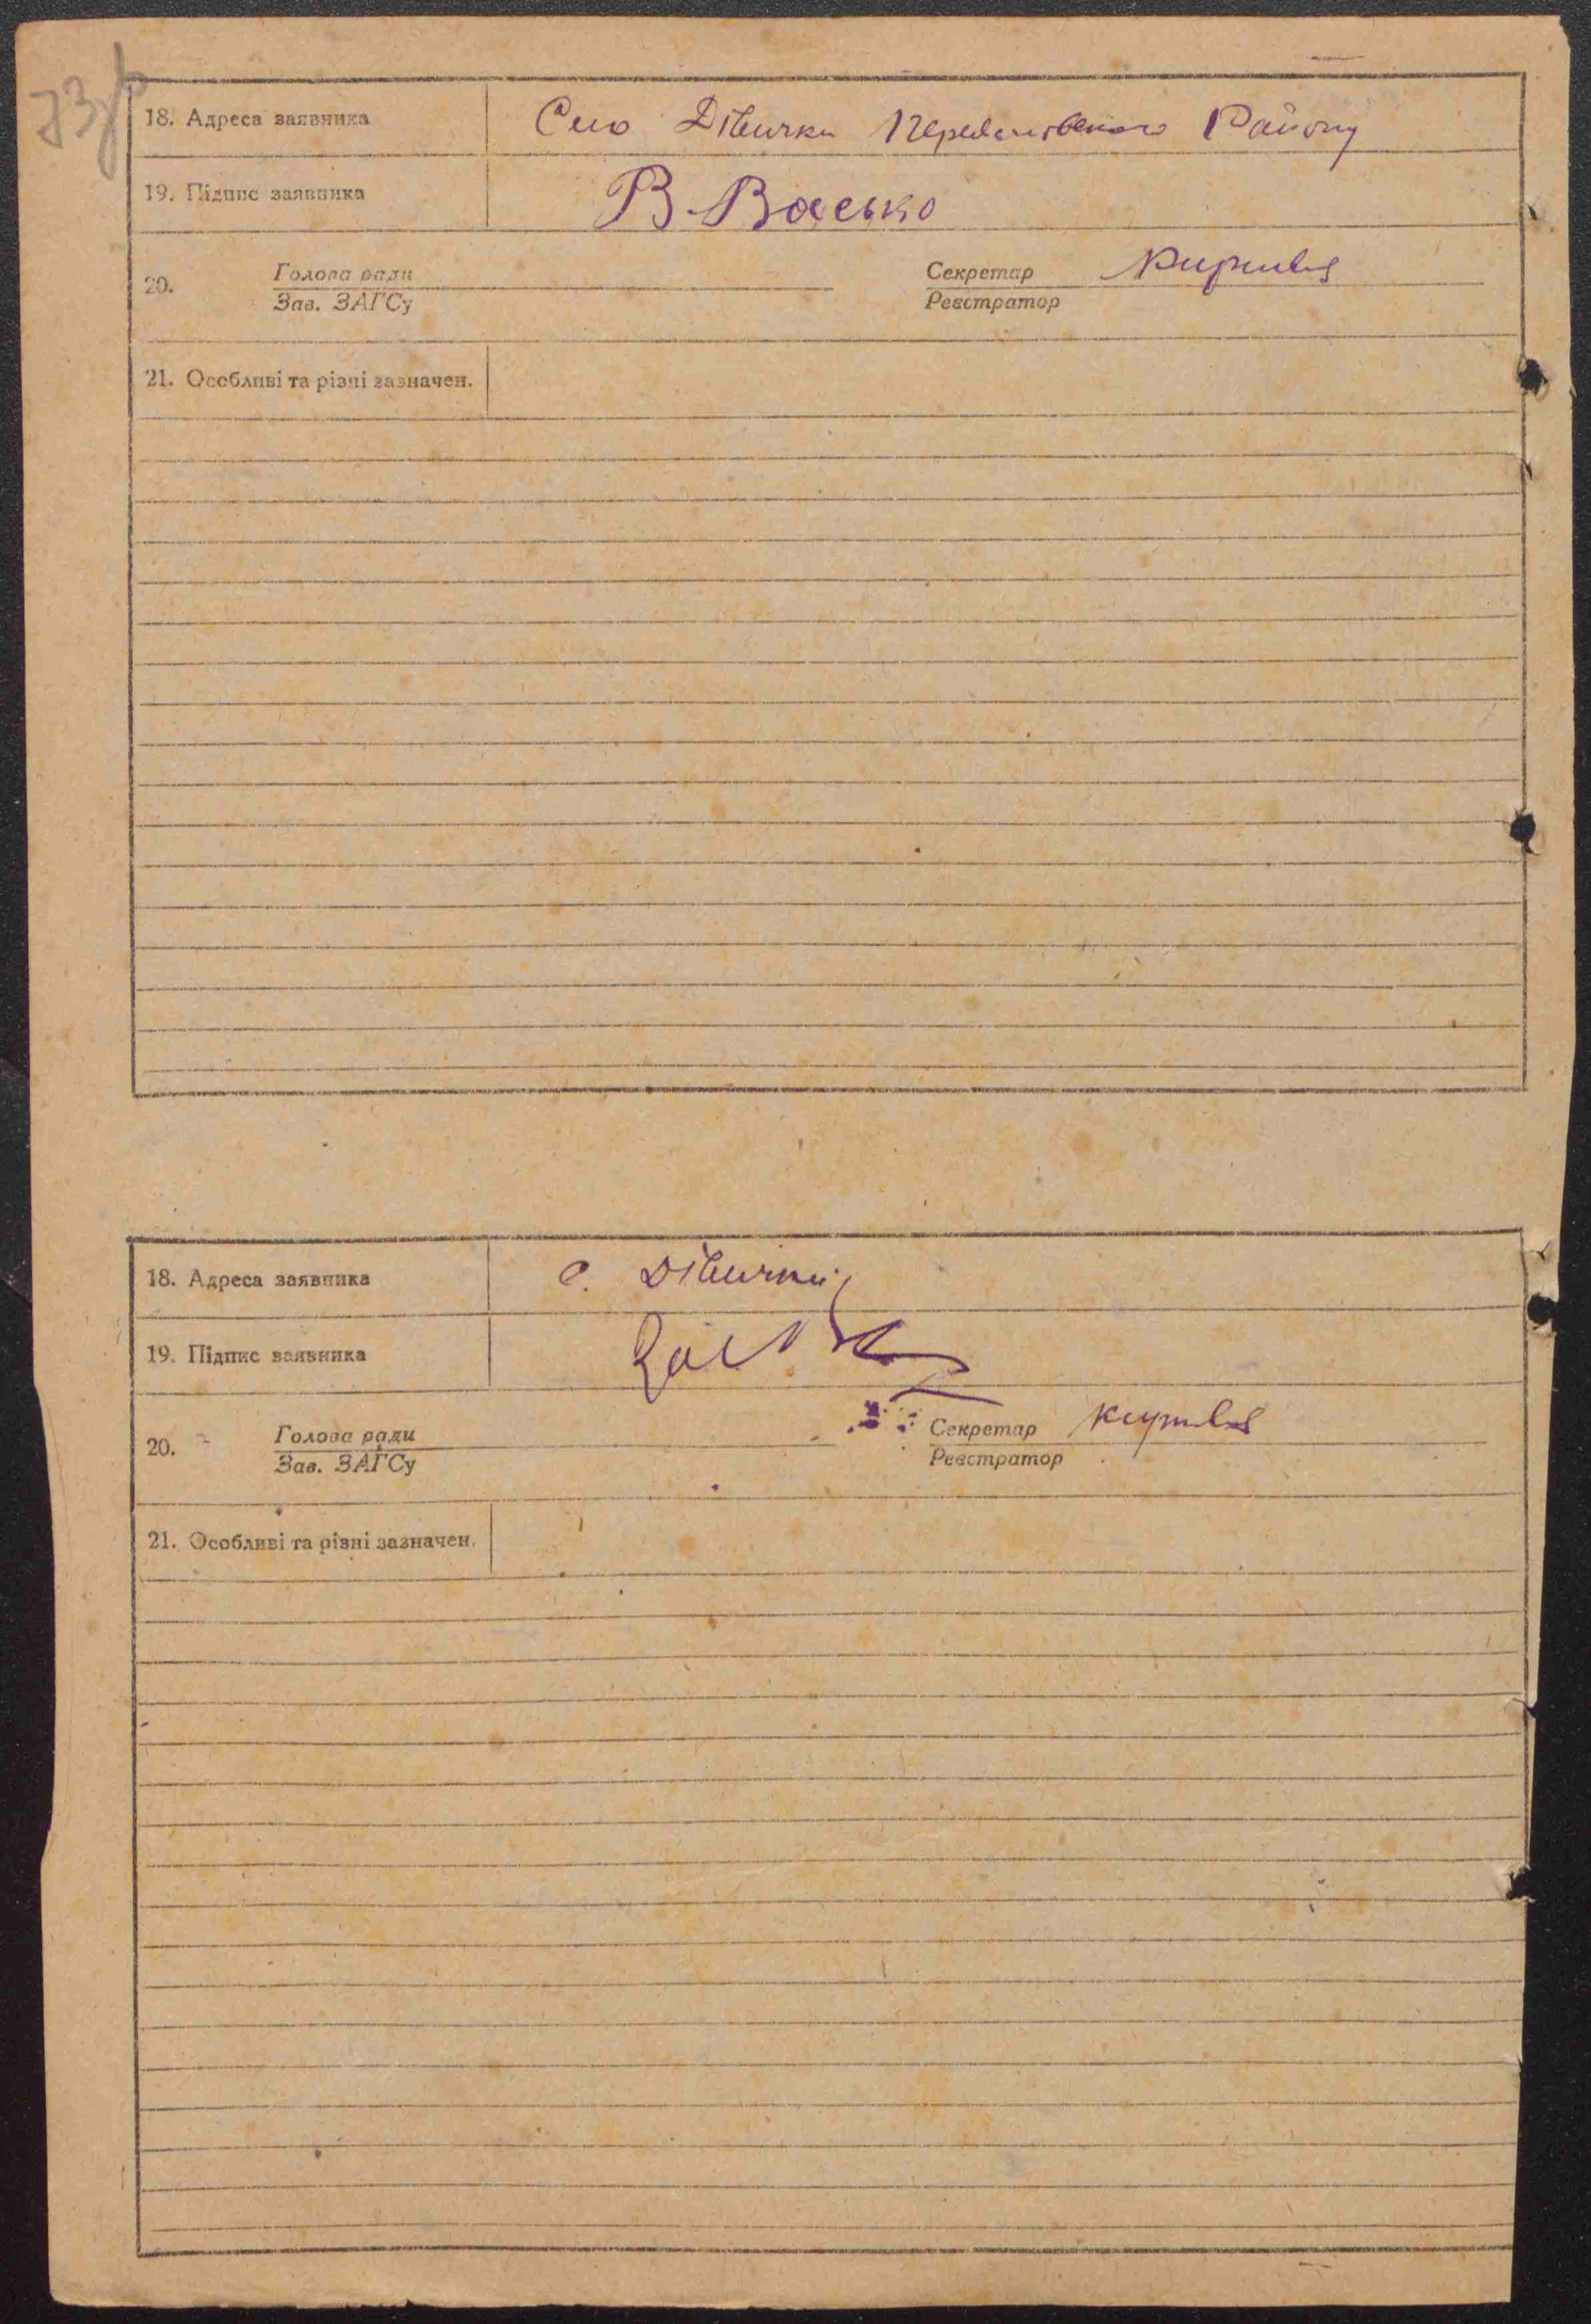 73зв
18. Адреса заявника Село Дівички Переяславского Району
19. Підпис заявника В. Васько
20. Голова ради Секретар
Зав. ЗАГСу Реєстратор
21. Особливі та різні зазначен.
18. Адреса заявника с. Дівички
19. Підпис заявника
20. Голова ради Секретар
Зав. ЗАГСу Реєстратор
21. Особливі та різні зазначен.